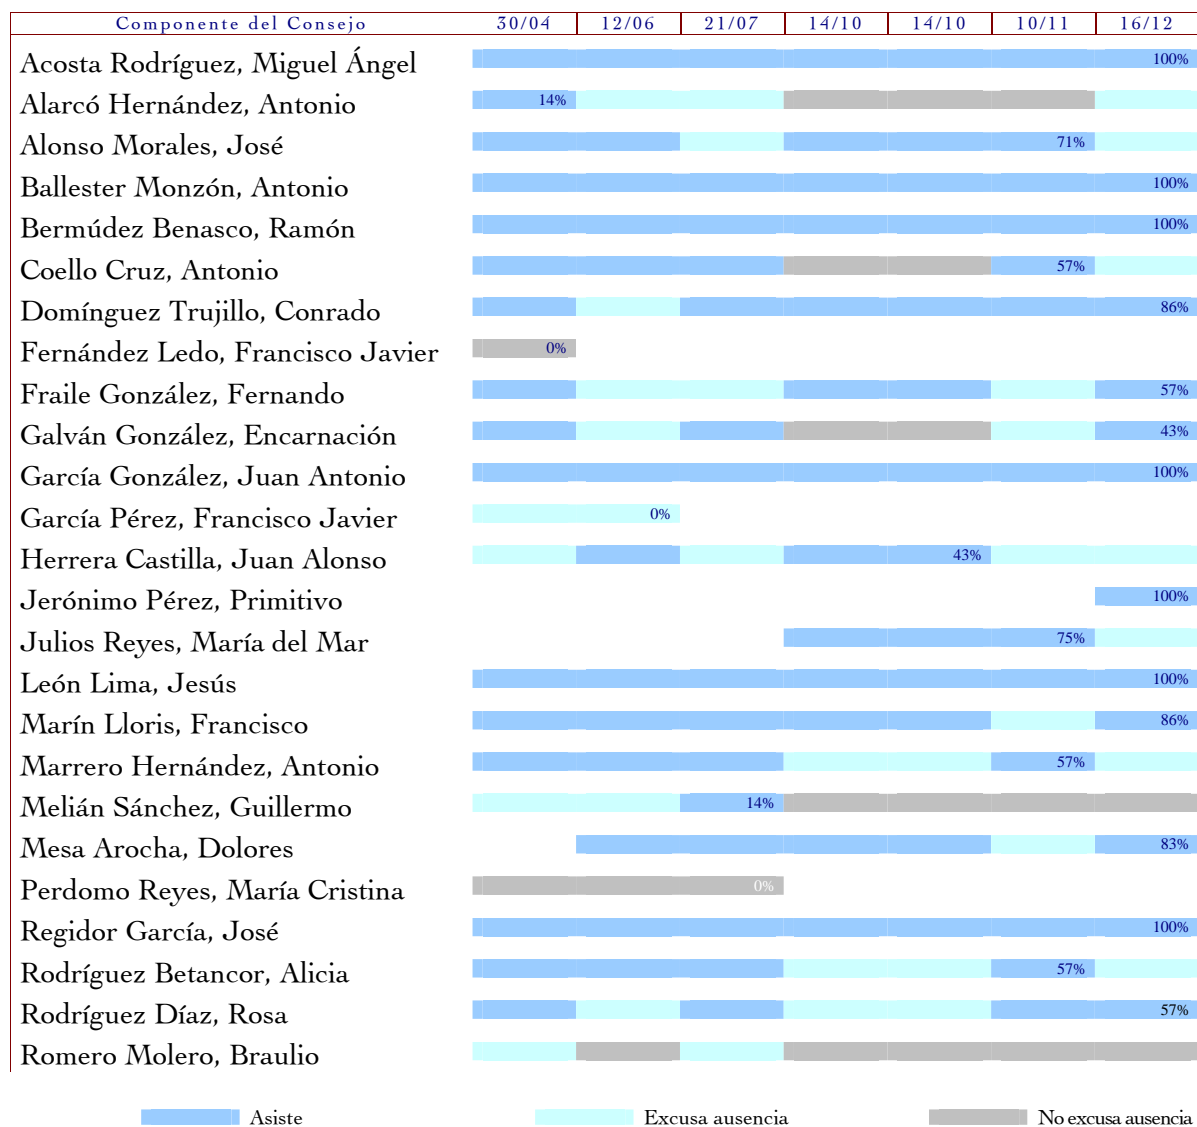 Componente del Consejo 30/04 12/06 21/07 14/10 14/10 10/11 16/12
Acosta Rodríguez, Miguel Ángel 100%
Alarcó Hernández, Antonio 14%
Alonso Morales, José 71%
Ballester Monzón, Antonio 100%
Bermúdez Benasco, Ramón 100%
Coello Cruz, Antonio 57%
Domínguez Trujillo, Conrado 86%
Fernández Ledo, Francisco Javier 0%
Fraile González, Fernando 57%
Galván González, Encarnación 43%
García González, Juan Antonio 100%
García Pérez, Francisco Javier 0%
Herrera Castilla, Juan Alonso 43%
Jerónimo Pérez, Primitivo 100%
Julios Reyes, María del Mar 75%
León Lima, Jesús 100%
Marín Lloris, Francisco 86%
Marrero Hernández, Antonio 57%
Melián Sánchez, Guillermo 14%
Mesa Arocha, Dolores 83%
Perdomo Reyes, María Cristina 0%
Regidor García, José 100%
Rodríguez Betancor, Alicia 57%
Rodríguez Díaz, Rosa 57%
Romero Molero, Braulio
Asiste Excusa ausencia No excusa ausencia